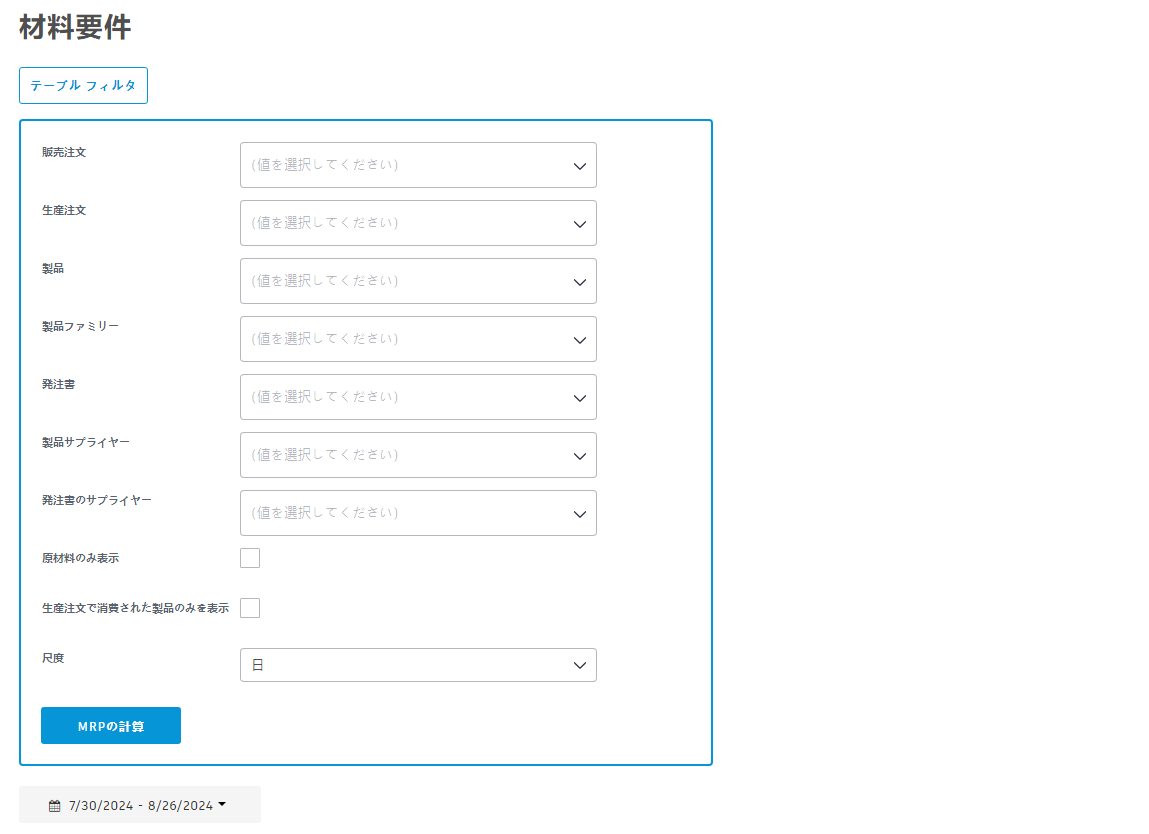 材料要件
テーブル フィルタ
販売注文
(値を選択してください)
生産注文
(値を選択してください)
製品
(値を選択してください)
製品ファミリー
(値を選択してください)
発注書
(値を選択してください)
製品サプライヤー
(値を選択してください)
発注書のサプライヤー
(値を選択してください)
原材料のみ表示
生産注文で消費された製品のみを表示
尺度
日
MRPの計算
7/30/2024 - 8/26/2024